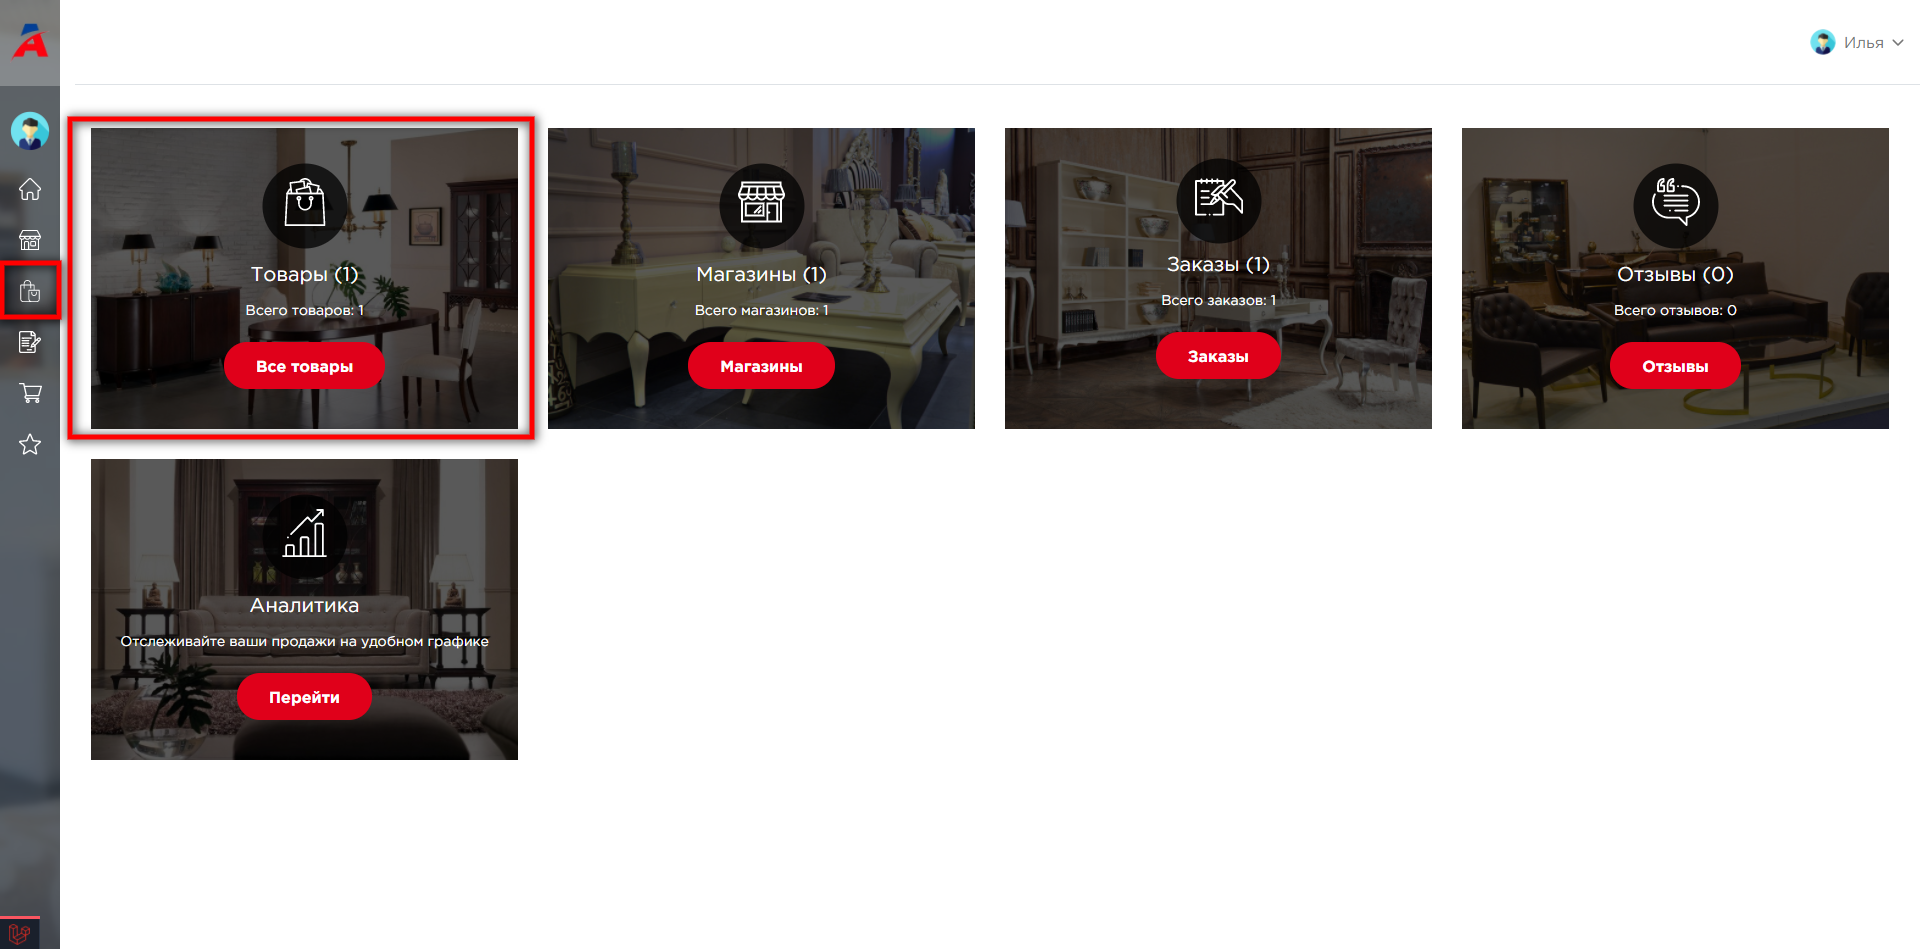 Илья
Товары (1)
Всего товаров: 1
Все товары
Магазины (1)
Всего магазинов: 1
Магазины
Заказы (1)
Всего заказов: 1
Заказы
Отзывы (0)
Всего отзывов: 0
Отзывы
Аналитика
Отслеживайте ваши продажи на удобном графике
Перейти